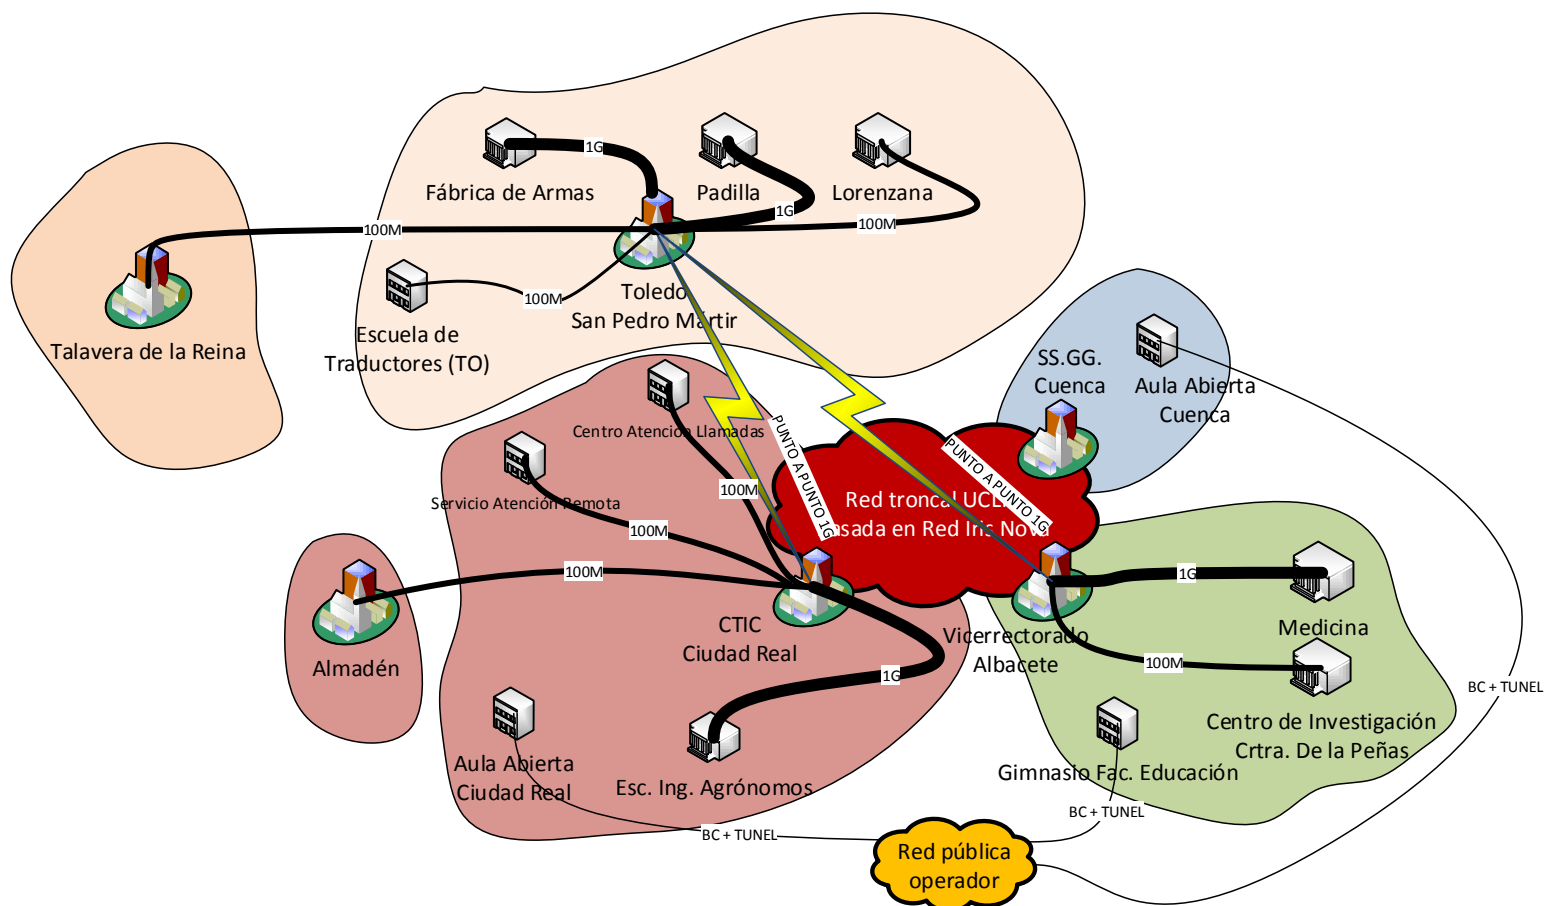 1G
Fábrica de Armas
Padilla
Lorenzana
1G
100M
100M
Talavera de la Reina
100M
Escuela de
Traductores (TO)
Toledo
San Pedro Mártir
SS.GG.
Cuenca
Aula Abierta
Cuenca
Centro Atención Llamadas
Servicio Atención Remota
100M
100M
100M
PUNTO A PUNTO 1G
PUNTO A PUNTO 1G
Red troncal UCL
basada en Red Iris Nova
Almadén
CTIC
Ciudad Real
1G
Vicerrectorado
Albacete
1G
Medicina
100M
Centro de Investigación
Crtra. De la Peñas
BC + TUNEL
Aula Abierta
Ciudad Real
Esc. Ing. Agrónomos
Gimnasio Fac. Educación
BC + TUNEL
BC + TUNEL
Red pública
operador